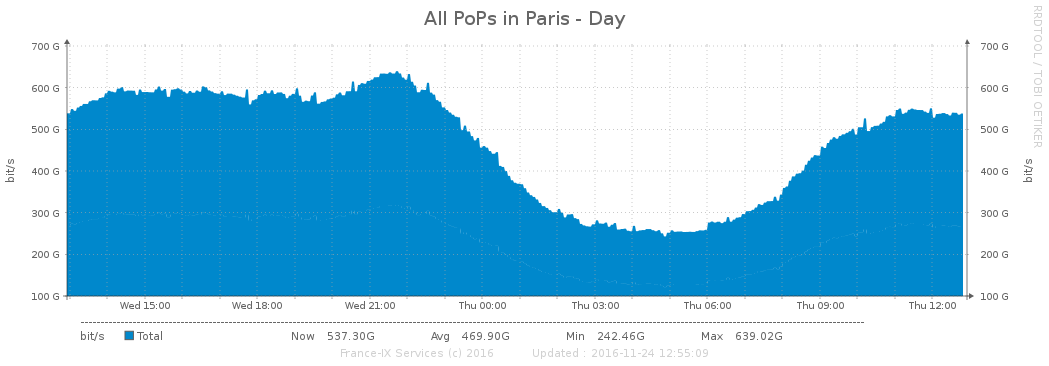 All PoPs in Paris - Day
RRDTOOL / TOBI OETIKER
700 G 700 G
600 G 600 G
500 G 500 G
400 G 400 G
300 G 300 G
200 G 200 G
100 G 100 G
bit/s bit/s
Wed 15:00 Wed 18:00 Wed 21:00 Thu 00:00 Thu 03:00 Thu 06:00 Thu 09:00 Thu 12:00
bit/s Total Now 537.30G Avg 469.90G Min 242.46G Max 639.02G
France-IX Services (c) 2016 Updated : 2016-11-24 12:55:09